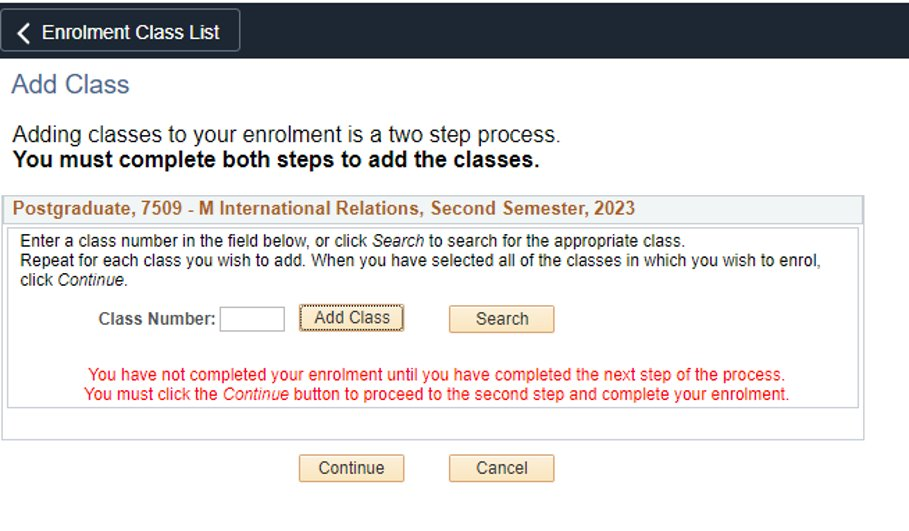 Enrolment Class List
Add Class
Adding classes to your enrolment is a two step process.
You must complete both steps to add the classes.
Postgraduate, 7509 - M International Relations, Second Semester, 2023
Enter a class number in the field below, or click Search to search for the appropriate class.
Repeat for each class you wish to add. When you have selected all of the classes in which you wish to enrol,
click Continue.
Class Number: Add Class Search
You have not completed your enrolment until you have completed the next step of the process.
You must click the Continue button to proceed to the second step and complete your enrolment.
Continue Cancel